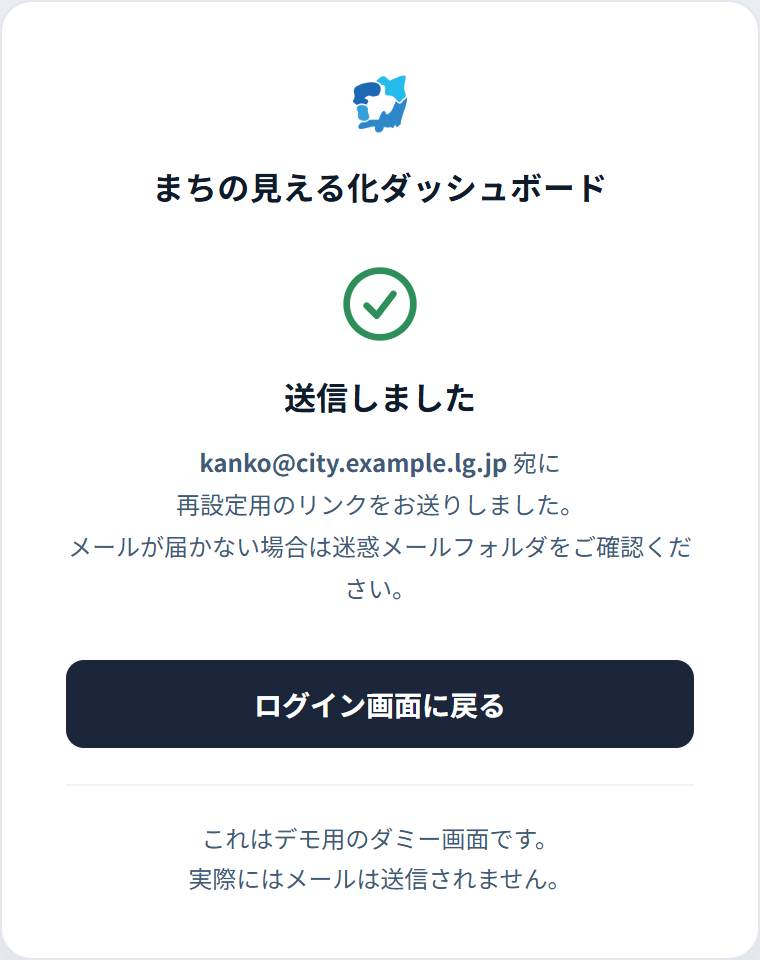 まちの見える化ダッシュボード
送信しました
kanko@city.example.lg.jp 宛に
再設定用のリンクをお送りしました。
メールが届かない場合は迷惑メールフォルダをご確認くだ
さい。
ログイン画面に戻る
これはデモ用のダミー画面です。
実際にはメールは送信されません。